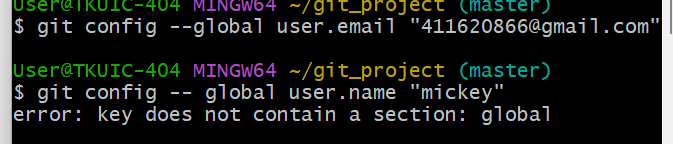 User@TKUIC-404 MINGW64 ~/git_project (master)
$ git config --global user.email "411620866@gmail.com"
User@TKUIC-404 MINGW64 ~/git_project (master)
$ git config -- global user.name "mickey"
error: key does not contain a section: global